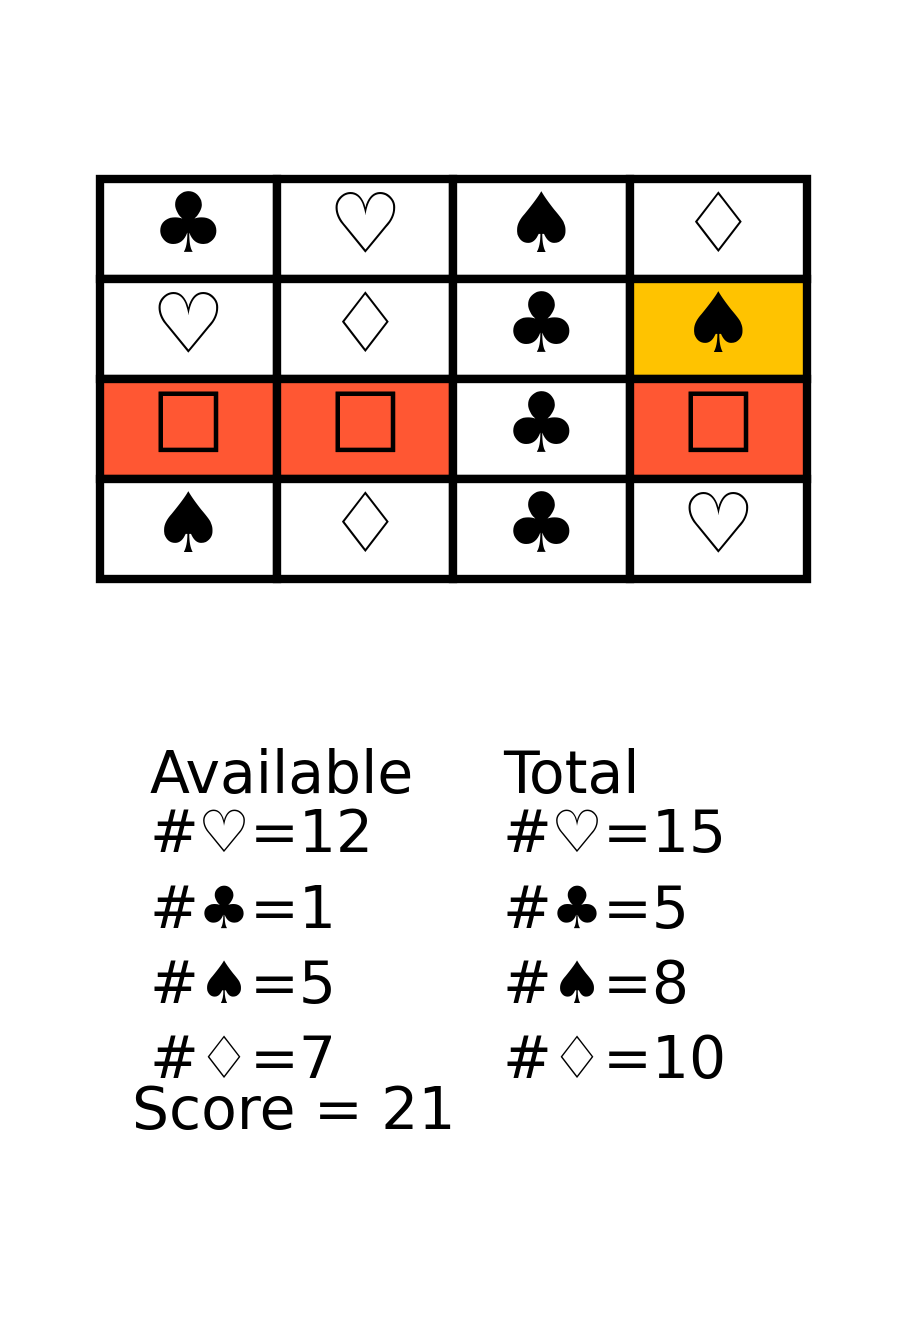 ♣ ♡ ♠ ♢
♡ ♢ ♣ ♠
□ □ ♣ □
♠ ♢ ♣ ♡
Available Total
#♡=12 #♡=15
#♣=1 #♣=5
#♠=5 #♠=8
#♢=7 #♢=10
Score = 21